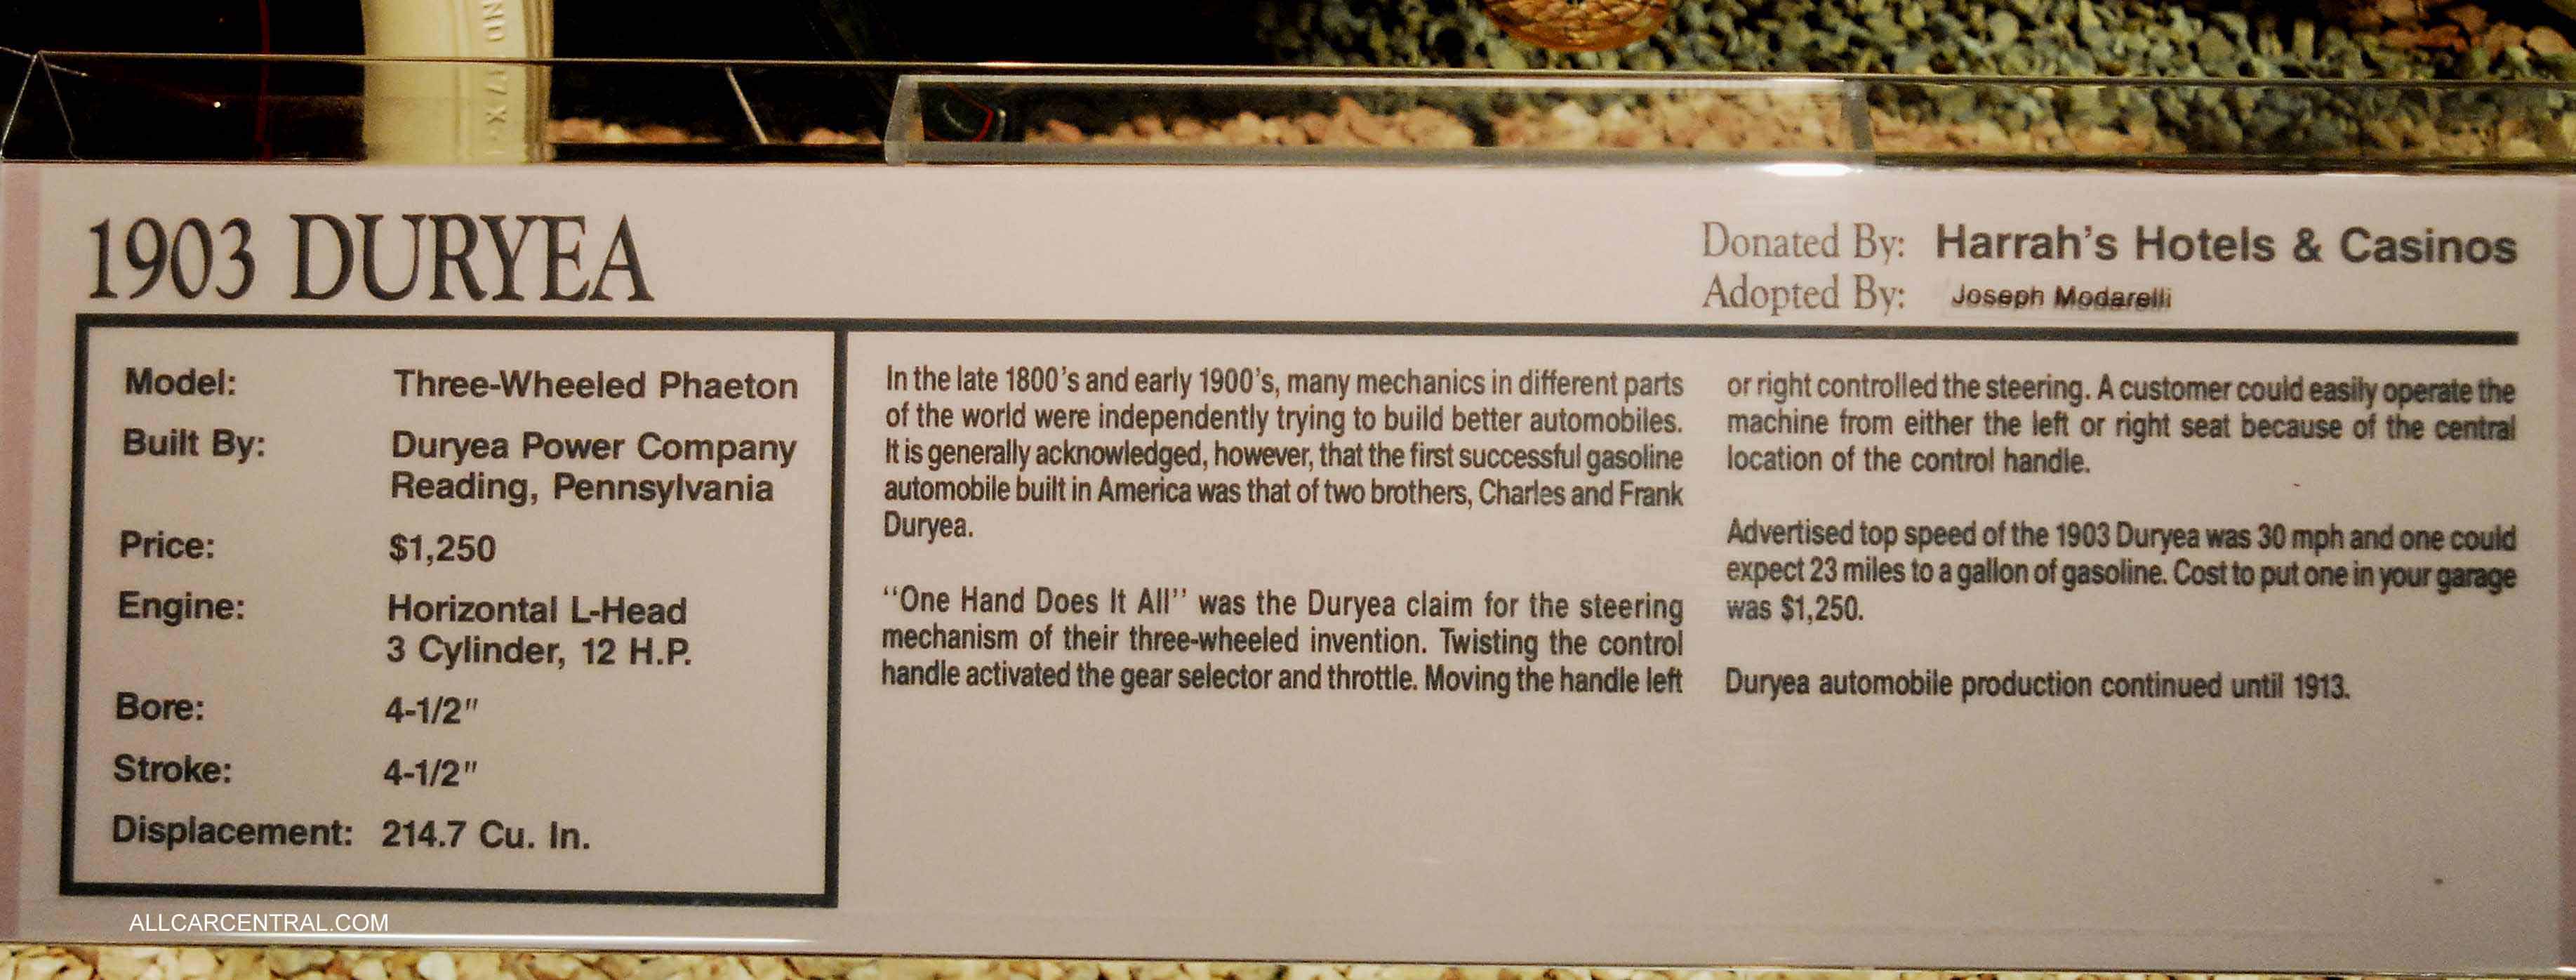 1903 DURYEA
Donated By: Harrah's Hotels & Casinos
Adopted By: Joseph Modarelli
Model: Three-Wheeled Phaeton
Built By: Duryea Power Company
Reading, Pennsylvania
Price: $1,250
Engine: Horizontal L-Head
3 Cylinder, 12 H.P.
Bore: 4-1/2"
Stroke: 4-1/2"
Displacement: 214.7 Cu. In.
In the late 1800's and early 1900's, many mechanics in different parts
of the world were independently trying to build better automobiles.
It is generally acknowledged, however, that the first successful gasoline
automobile built in America was that of two brothers, Charles and Frank
Duryea.
"One Hand Does It All" was the Duryea claim for the steering
mechanism of their three-wheeled invention. Twisting the control
handle activated the gear selector and throttle. Moving the handle left
or right controlled the steering. A customer could easily operate the
machine from either the left or right seat because of the central
location of the control handle.
Advertised top speed of the 1903 Duryea was 30 mph and one could
expect 23 miles to a gallon of gasoline. Cost to put one in your garage
was $1,250.
Duryea automobile production continued until 1913.
ALLCARCENTRAL.COM